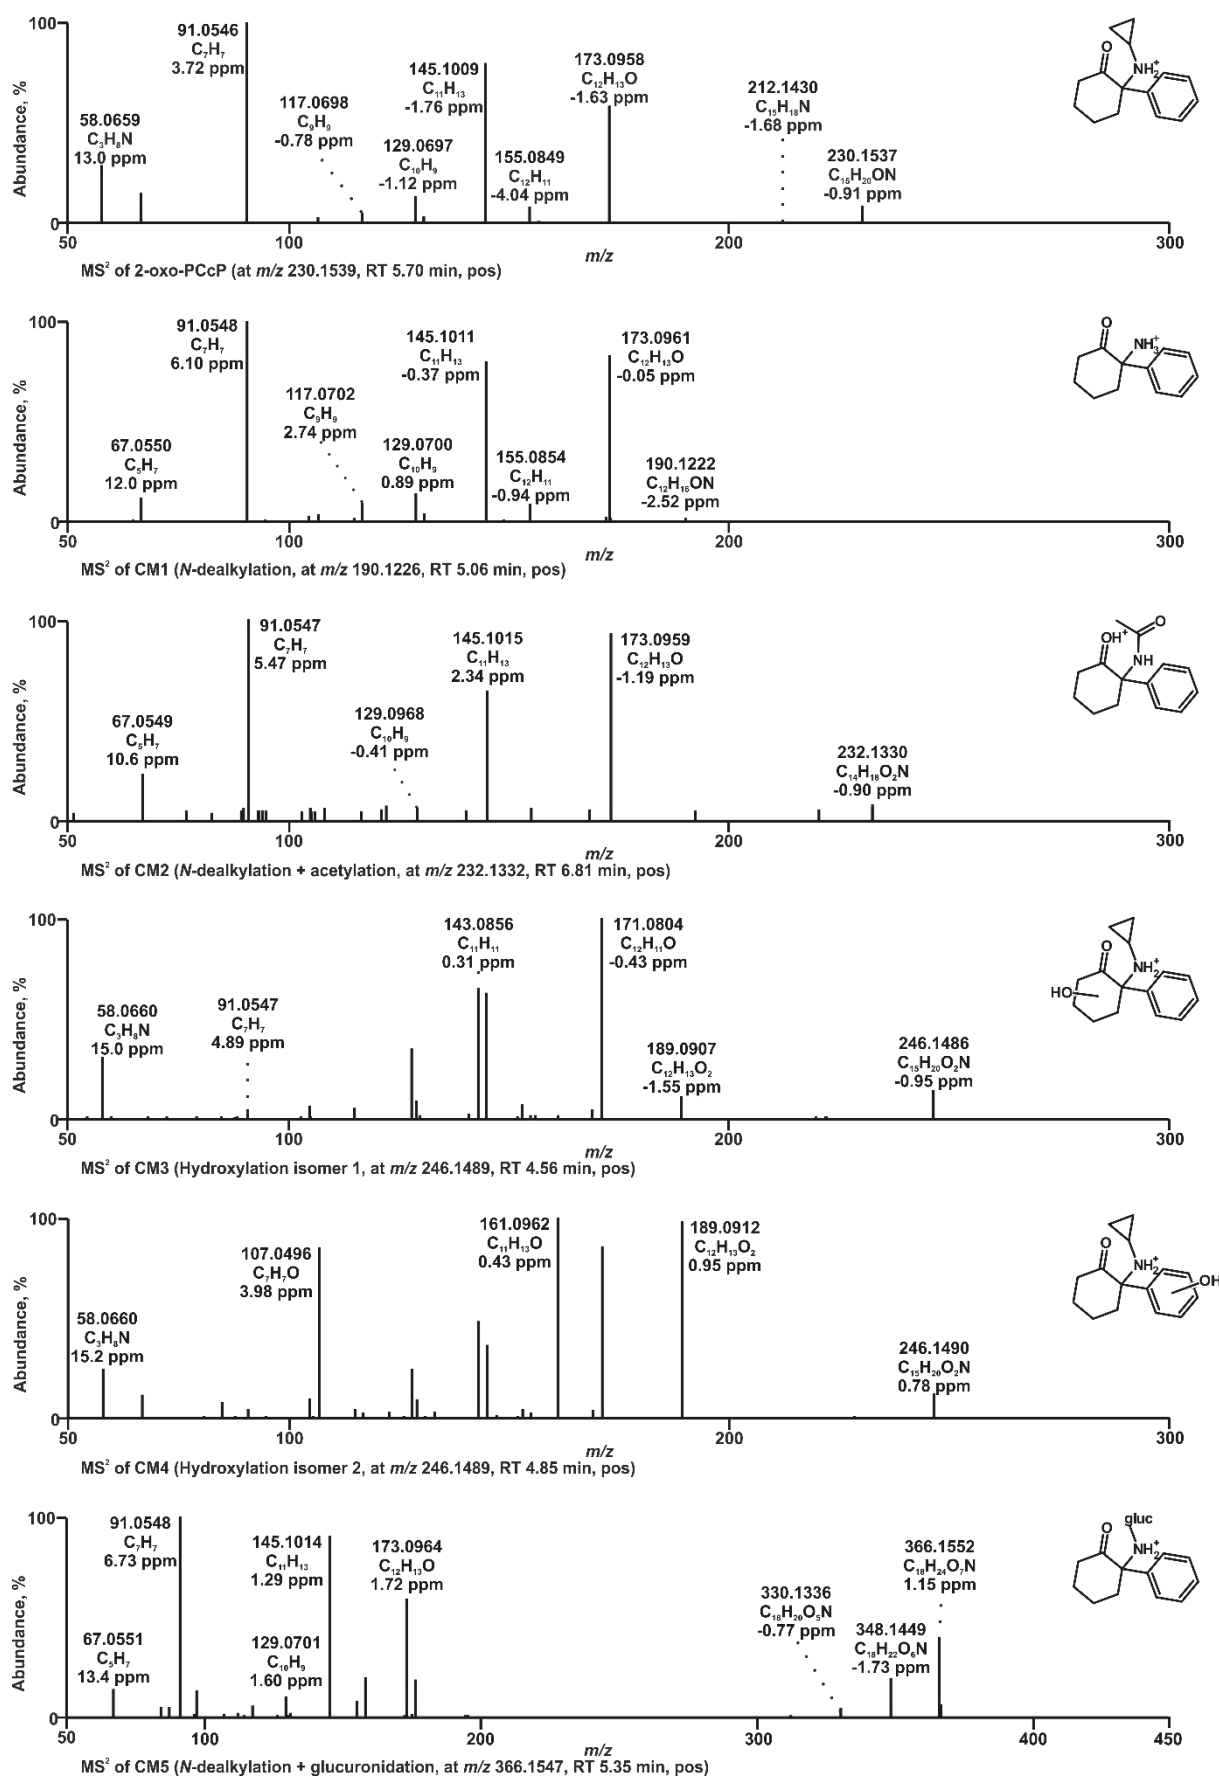 Abundance, %
100
0
91.0546
C₇H₇
3.72 ppm
58.0659
C₃H₈N
13.0 ppm
117.0698
C₉H₉
-0.78 ppm
145.1009
C₁₁H₁₃
-1.76 ppm
129.0697
C₁₀H₉
-1.12 ppm
155.0849
C₁₂H₁₁
-4.04 ppm
173.0958
C₁₂H₁₃O
-1.63 ppm
212.1430
C₁₅H₁₈N
-1.68 ppm
230.1537
C₁₅H₂₀ON
-0.91 ppm
O
NH₂⁺
50 100 200 300
m/z
MS² of 2-oxo-PCcP (at m/z 230.1539, RT 5.70 min, pos)
Abundance, %
100
0
91.0548
C₇H₇
6.10 ppm
67.0550
C₅H₇
12.0 ppm
117.0702
C₉H₉
2.74 ppm
145.1011
C₁₁H₁₃
-0.37 ppm
129.0700
C₁₀H₉
0.89 ppm
155.0854
C₁₂H₁₁
-0.94 ppm
173.0961
C₁₂H₁₃O
-0.05 ppm
190.1222
C₁₂H₁₆ON
-2.52 ppm
O
NH₃⁺
50 100 200 300
m/z
MS² of CM1 (N-dealkylation, at m/z 190.1226, RT 5.06 min, pos)
Abundance, %
100
0
91.0547
C₇H₇
5.47 ppm
67.0549
C₅H₇
10.6 ppm
129.0968
C₁₀H₉
-0.41 ppm
145.1015
C₁₁H₁₃
2.34 ppm
173.0959
C₁₂H₁₃O
-1.19 ppm
232.1330
C₁₄H₁₈O₂N
-0.90 ppm
O
OH⁺
NH
50 100 200 300
m/z
MS² of CM2 (N-dealkylation + acetylation, at m/z 232.1332, RT 6.81 min, pos)
Abundance, %
100
0
58.0660
C₃H₈N
15.0 ppm
91.0547
C₇H₇
4.89 ppm
143.0856
C₁₁H₁₁
0.31 ppm
171.0804
C₁₂H₁₁O
-0.43 ppm
189.0907
C₁₂H₁₃O₂
-1.55 ppm
246.1486
C₁₅H₂₀O₂N
-0.95 ppm
O
NH₂⁺
HO
50 100 200 300
m/z
MS² of CM3 (Hydroxylation isomer 1, at m/z 246.1489, RT 4.56 min, pos)
Abundance, %
100
0
58.0660
C₃H₈N
15.2 ppm
107.0496
C₇H₇O
3.98 ppm
161.0962
C₁₁H₁₃O
0.43 ppm
189.0912
C₁₂H₁₃O₂
0.95 ppm
246.1490
C₁₅H₂₀O₂N
0.78 ppm
O
NH₂⁺
OH
50 100 200 300
m/z
MS² of CM4 (Hydroxylation isomer 2, at m/z 246.1489, RT 4.85 min, pos)
Abundance, %
100
0
91.0548
C₇H₇
6.73 ppm
67.0551
C₅H₇
13.4 ppm
145.1014
C₁₁H₁₃
1.29 ppm
129.0701
C₁₀H₉
1.60 ppm
173.0964
C₁₂H₁₃O
1.72 ppm
330.1336
C₁₈H₂₀O₅N
-0.77 ppm
348.1449
C₁₈H₂₂O₆N
-1.73 ppm
366.1552
C₁₈H₂₄O₇N
1.15 ppm
gluc
O
NH₂⁺
50 100 200 300 400 450
m/z
MS² of CM5 (N-dealkylation + glucuronidation, at m/z 366.1547, RT 5.35 min, pos)